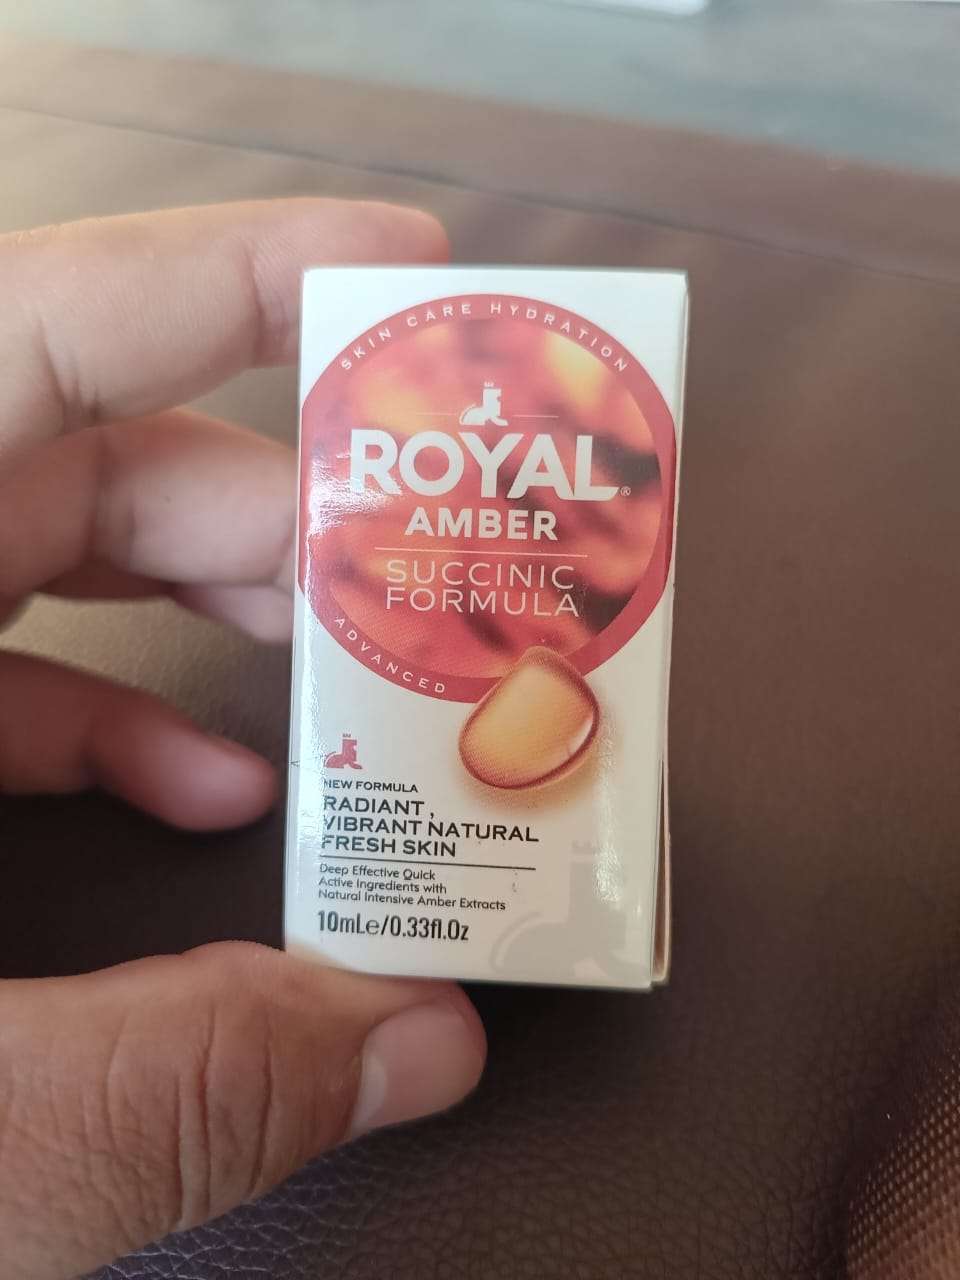 SKIN CARE HYDRATION
ROYAL®
AMBER
SUCCINIC
FORMULA
ADVANCED
NEW FORMULA
RADIANT,
VIBRANT NATURAL
FRESH SKIN
Deep Effective Quick
Active Ingredients with
Natural Intensive Amber Extracts
10mLe/0.33fl.Oz